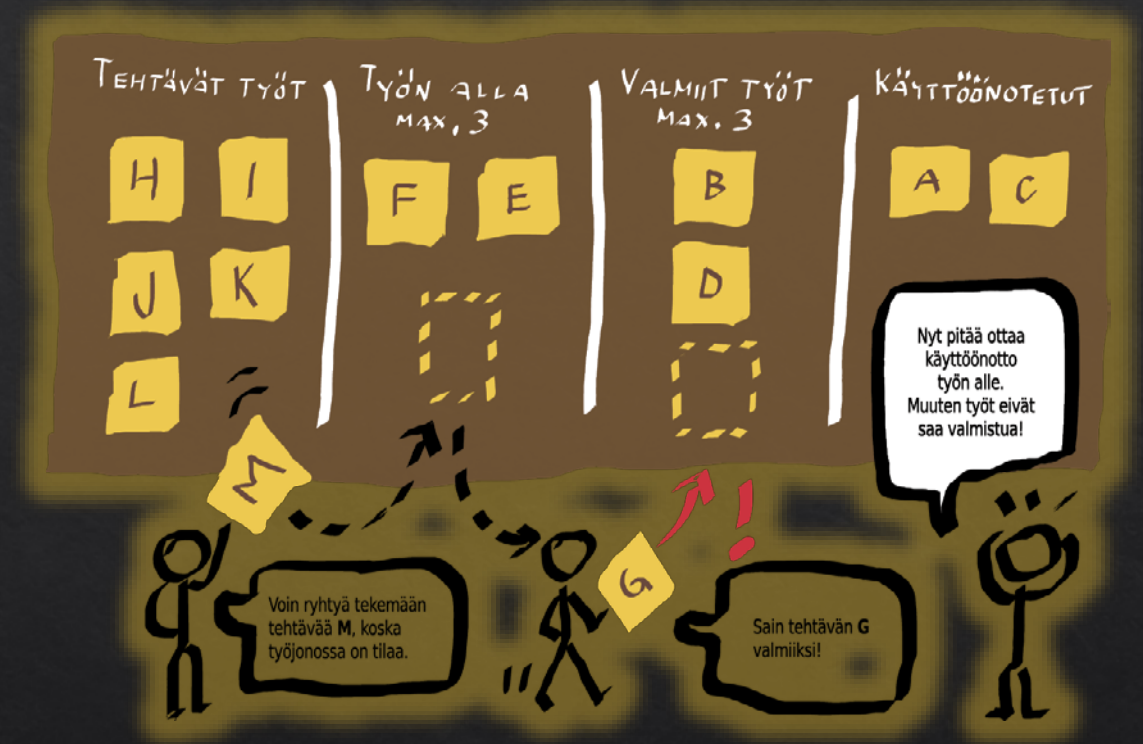 TEHTÄVÄT TYÖT
TYÖN ALLA
MAX. 3
VALMIIT TYÖT
MAX. 3
KÄYTTÖÖNOTETUT
H
I
J
K
L
F
E
B
D
A
C
M
G
Nyt pitää ottaa
käyttöönotto
työn alle.
Muuten työt eivät
saa valmistua!
Voin ryhtyä tekemään
tehtävää M, koska
työjonossa on tilaa.
Sain tehtävän G
valmiiksi!